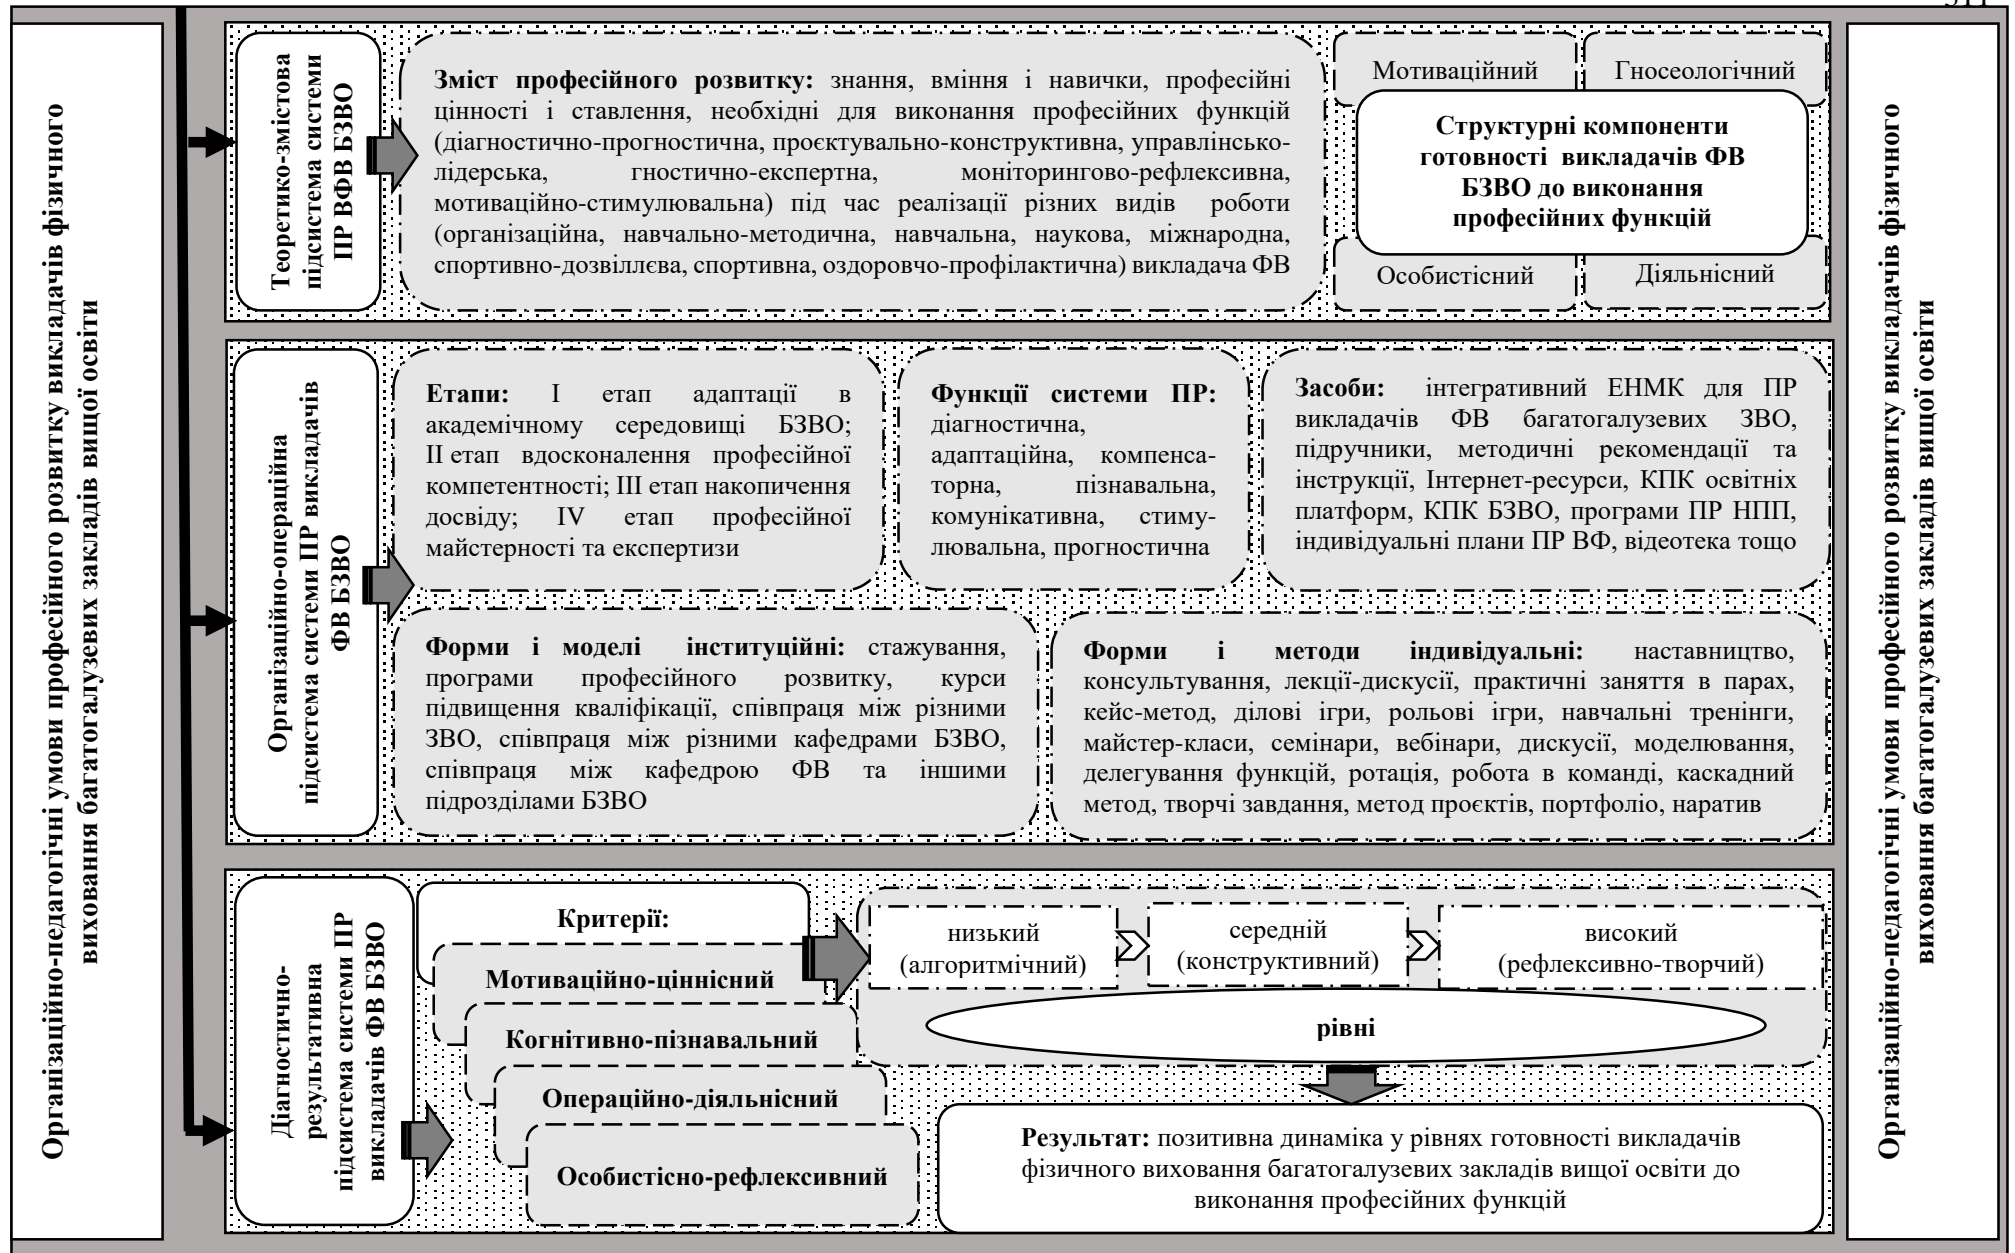 Організаційно-педагогічні умови професійного розвитку викладачів фізичного
виховання багатогалузевих закладів вищої освіти
Теоретико-змістова
підсистема системи
ПР ВФВ БЗВО
Зміст професійного розвитку: знання, вміння і навички, професійні
цінності і ставлення, необхідні для виконання професійних функцій
(діагностично-прогностична, проєктувально-конструктивна, управлінсько-
лідерська, гностично-експертна, моніторингово-рефлексивна,
мотиваційно-стимулювальна) під час реалізації різних видів роботи
(організаційна, навчально-методична, навчальна, наукова, міжнародна,
спортивно-дозвіллєва, спортивна, оздоровчо-профілактична) викладача ФВ
Мотиваційний
Гносеологічний
Структурні компоненти
готовності викладачів ФВ
БЗВО до виконання
професійних функцій
Особистісний
Діяльнісний
Організаційно-операційна
підсистема системи ПР викладачів
ФВ БЗВО
Етапи: І етап адаптації в
академічному середовищі БЗВО;
ІІ етап вдосконалення професійної
компетентності; ІІІ етап накопичення
досвіду; IV етап професійної
майстерності та експертизи
Функції системи ПР:
діагностична,
адаптаційна, компенса-
торна, пізнавальна,
комунікативна, стиму-
лювальна, прогностична
Засоби: інтегративний ЕНМК для ПР
викладачів ФВ багатогалузевих ЗВО,
підручники, методичні рекомендації та
інструкції, Інтернет-ресурси, КПК освітніх
платформ, КПК БЗВО, програми ПР НПП,
індивідуальні плани ПР ВФ, відеотека тощо
Форми і моделі інституційні: стажування,
програми професійного розвитку, курси
підвищення кваліфікації, співпраця між різними
ЗВО, співпраця між різними кафедрами БЗВО,
співпраця між кафедрою ФВ та іншими
підрозділами БЗВО
Форми і методи індивідуальні: наставництво,
консультування, лекції-дискусії, практичні заняття в парах,
кейс-метод, ділові ігри, рольові ігри, навчальні тренінги,
майстер-класи, семінари, вебінари, дискусії, моделювання,
делегування функцій, ротація, робота в команді, каскадний
метод, творчі завдання, метод проєктів, портфоліо, наратив
Діагностично-
результативна
підсистема системи ПР
викладачів ФВ БЗВО
Критерії:
Мотиваційно-ціннісний
Когнітивно-пізнавальний
Операційно-діяльнісний
Особистісно-рефлексивний
низький
(алгоритмічний)
середній
(конструктивний)
високий
(рефлексивно-творчий)
рівні
Результат: позитивна динаміка у рівнях готовності викладачів
фізичного виховання багатогалузевих закладів вищої освіти до
виконання професійних функцій
Організаційно-педагогічні умови професійного розвитку викладачів фізичного
виховання багатогалузевих закладів вищої освіти